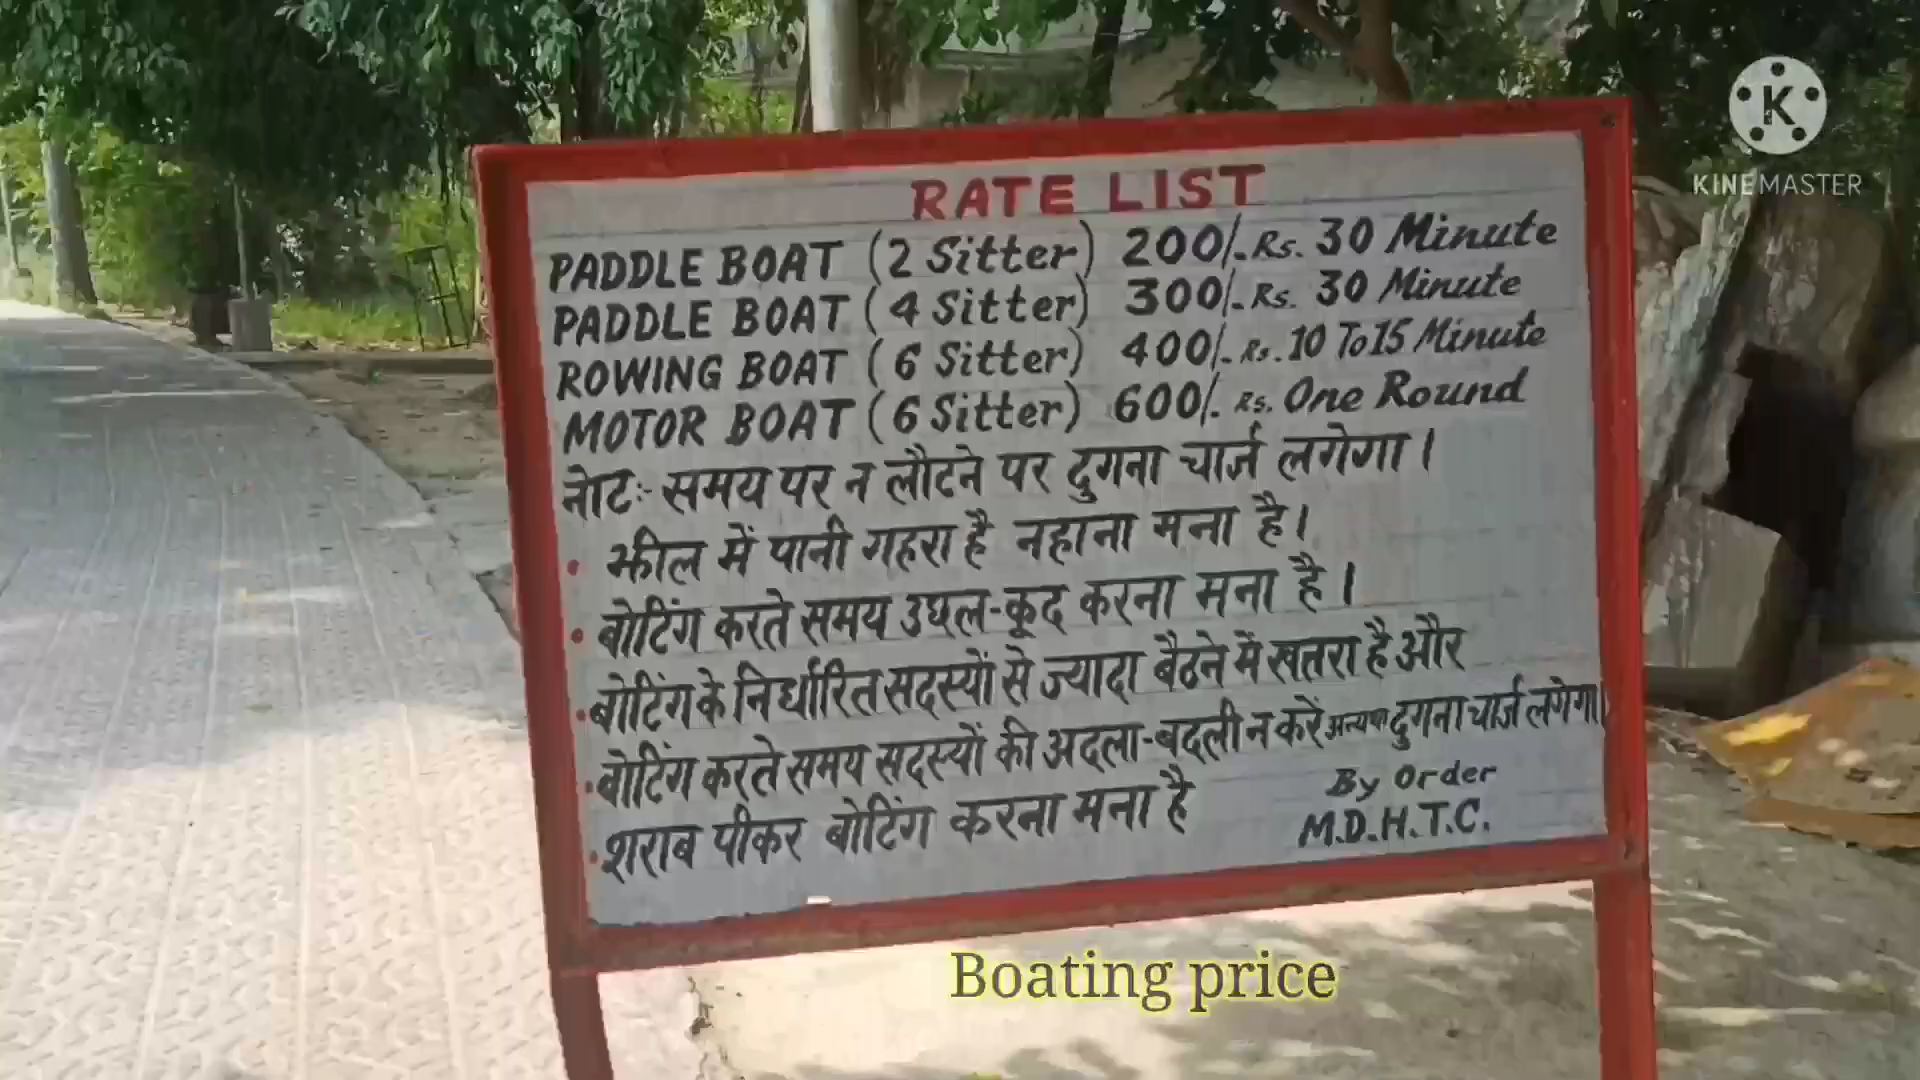 K
KINEMASTER
RATE LIST
PADDLE BOAT (2 Sitter) 200/- Rs. 30 Minute
PADDLE BOAT (4 Sitter) 300/- Rs. 30 Minute
ROWING BOAT (6 Sitter) 400/- Rs. 10 To 15 Minute
MOTOR BOAT (6 Sitter) 600/- Rs. One Round
नोटः- समय पर न लौटने पर दुगना चार्ज लगेगा।
• झील में पानी गहरा है नहाना मना है।
• बोटिंग करते समय उछल-कूद करना मना है।
• बोटिंग के निर्धारित सदस्यों से ज्यादा बैठने में खतरा है और
• बोटिंग करते समय सदस्यों की अदला-बदली न करें अन्यथा दुगना चार्ज लगेगा।
• शराब पीकर बोटिंग करना मना है
By Order
M.D.H.T.C.
Boating price